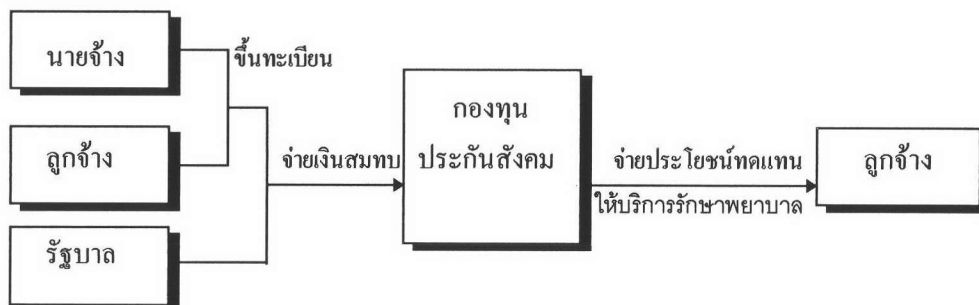 นายจ้าง
ขึ้นทะเบียน
ลูกจ้าง
รัฐบาล
จ่ายเงินสมทบ
กองทุน
ประกันสังคม
จ่ายประโยชน์ทดแทน
ให้บริการรักษาพยาบาล
ลูกจ้าง